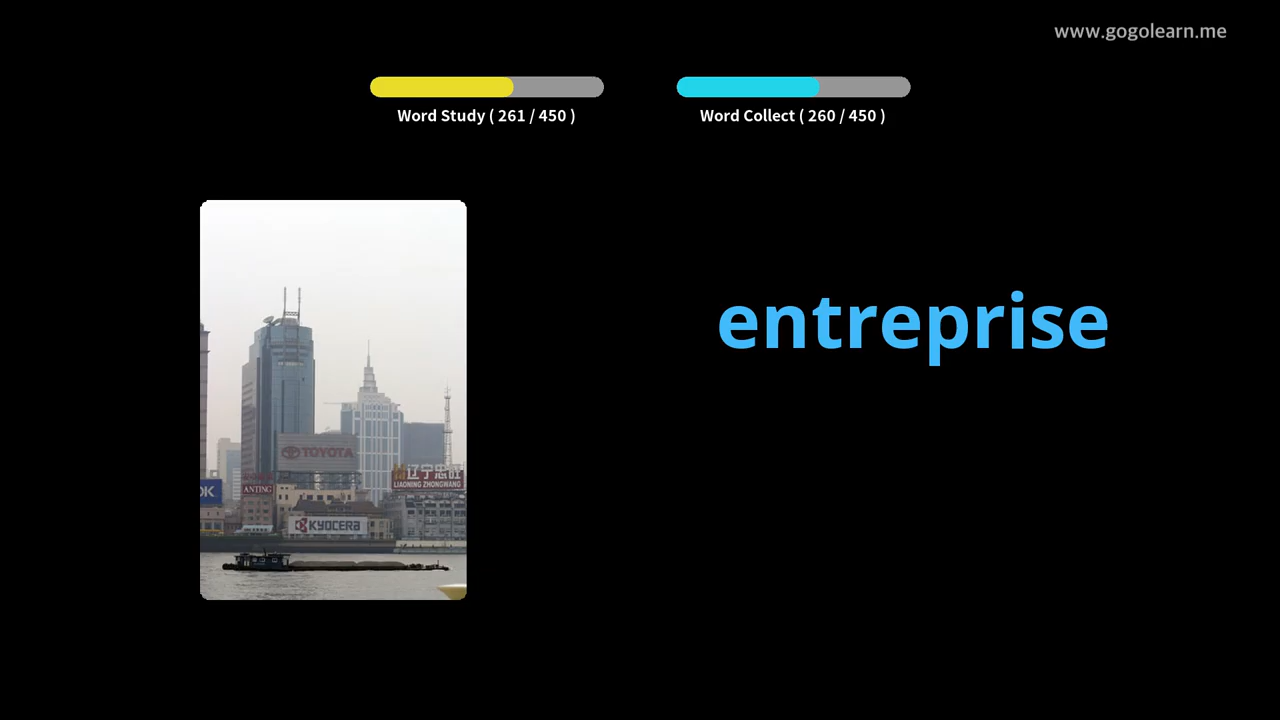 www.gogolearn.me
Word Study ( 261 / 450 )
Word Collect ( 260 / 450 )
entreprise
TOYOTA
辽宁忠旺
LIAONING ZHONGWANG
ANTING
KYOCERA